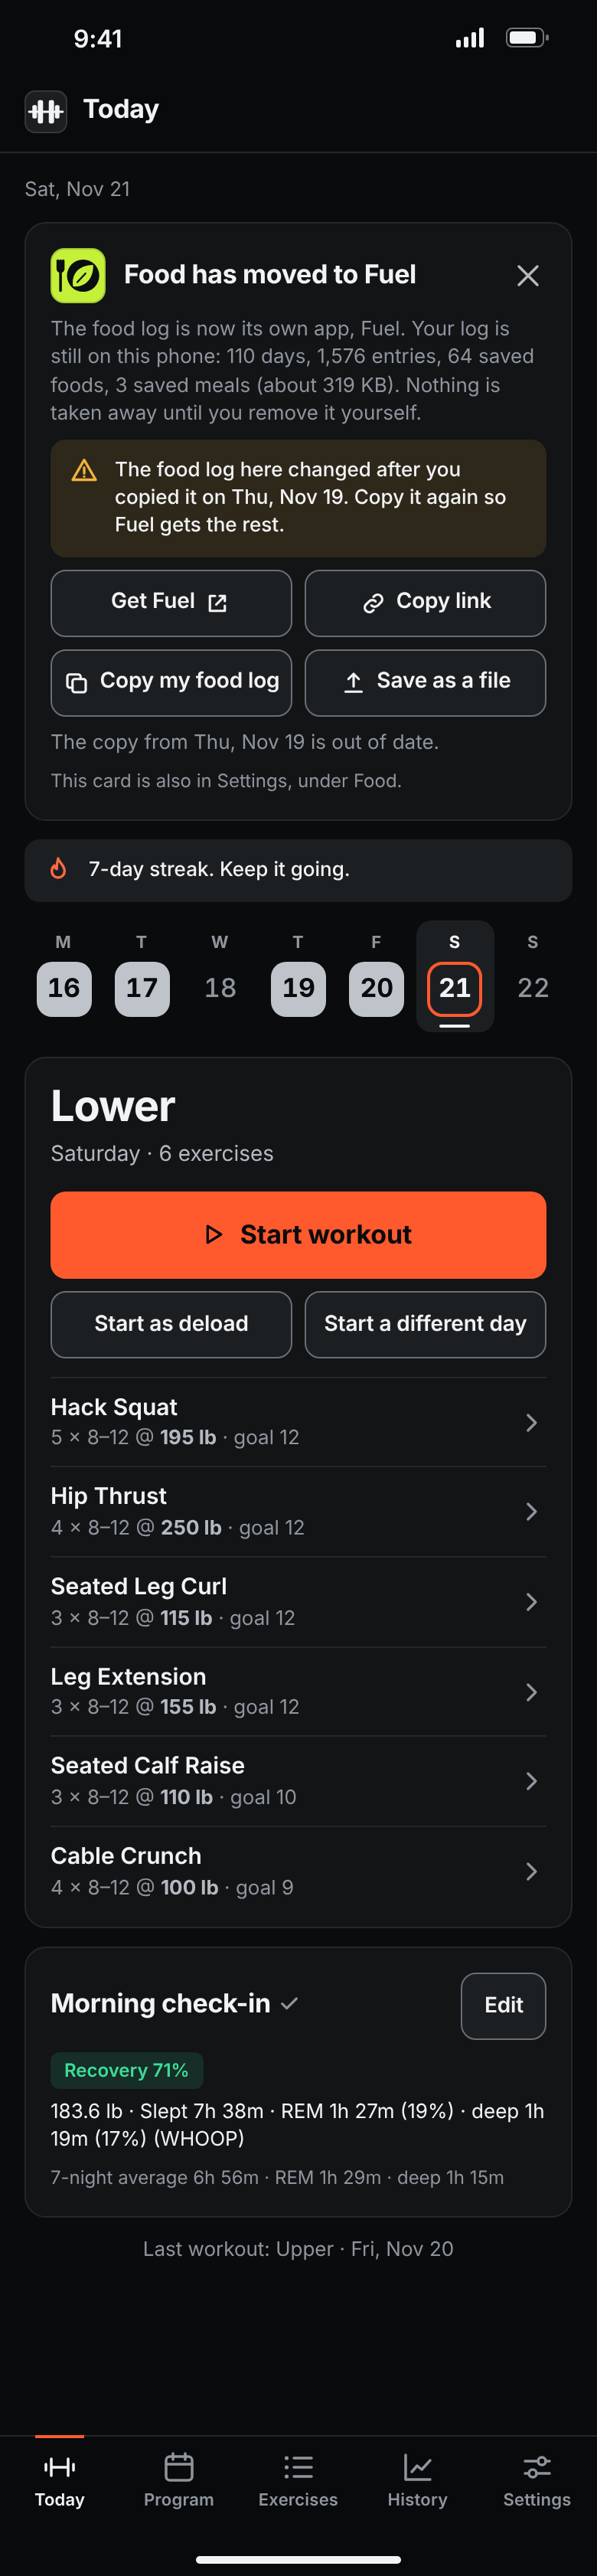 9:41
Today
Sat, Nov 21
Food has moved to Fuel
The food log is now its own app, Fuel. Your log is
still on this phone: 110 days, 1,576 entries, 64 saved
foods, 3 saved meals (about 319 KB). Nothing is
taken away until you remove it yourself.
The food log here changed after you
copied it on Thu, Nov 19. Copy it again so
Fuel gets the rest.
Get Fuel
Copy link
Copy my food log
Save as a file
The copy from Thu, Nov 19 is out of date.
This card is also in Settings, under Food.
7-day streak. Keep it going.
M T W T F S S
16 17 18 19 20 21 22
Lower
Saturday · 6 exercises
Start workout
Start as deload
Start a different day
Hack Squat
5 × 8–12 @ 195 lb · goal 12
Hip Thrust
4 × 8–12 @ 250 lb · goal 12
Seated Leg Curl
3 × 8–12 @ 115 lb · goal 12
Leg Extension
3 × 8–12 @ 155 lb · goal 12
Seated Calf Raise
3 × 8–12 @ 110 lb · goal 10
Cable Crunch
4 × 8–12 @ 100 lb · goal 9
Morning check-in
Edit
Recovery 71%
183.6 lb · Slept 7h 38m · REM 1h 27m (19%) · deep 1h
19m (17%) (WHOOP)
7-night average 6h 56m · REM 1h 29m · deep 1h 15m
Last workout: Upper · Fri, Nov 20
Today
Program
Exercises
History
Settings